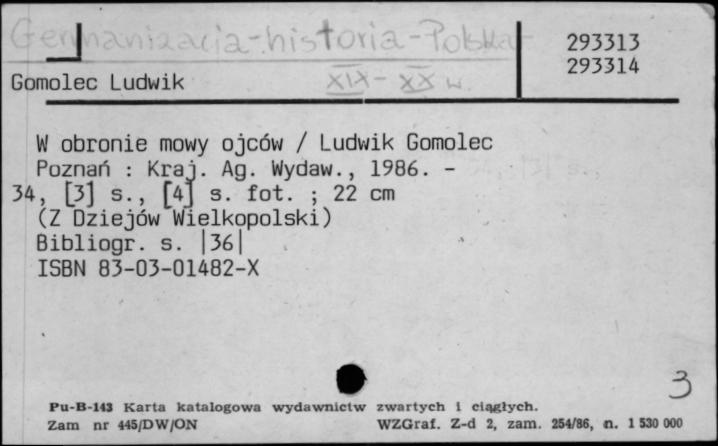 Germanizacja - historia - Polska
XIX - XX w.
293313
293314
Gomolec Ludwik
W obronie mowy ojców / Ludwik Gomolec
Poznań : Kraj. Ag. Wydaw., 1986. -
34, [3] s., [4] s. fot. ; 22 cm
(Z Dziejów Wielkopolski)
Bibliogr. s. |36|
ISBN 83-03-01482-X
3
Pu-B-143 Karta katalogowa wydawnictw zwartych i ciągłych.
Zam nr 445/DW/ON WZGraf. Z-d 2, zam. 254/86, n. 1 530 000